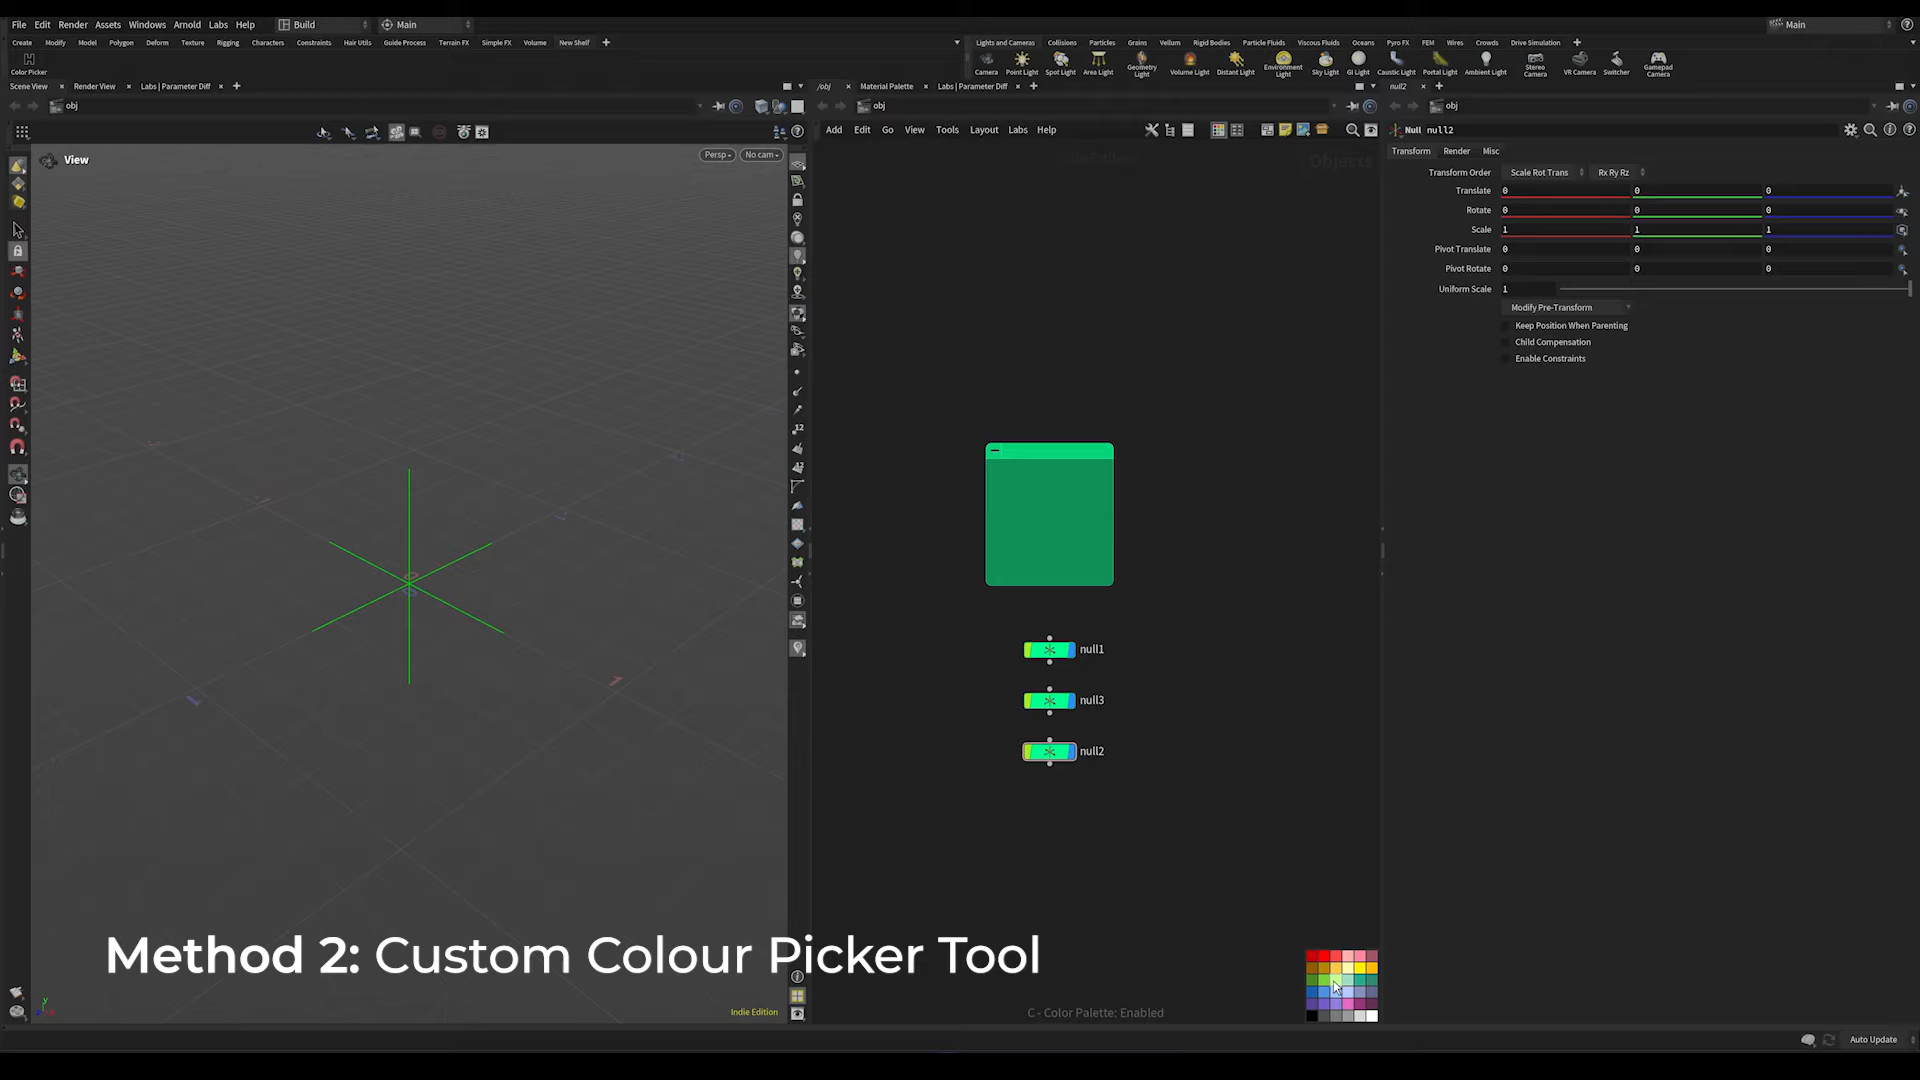 File Edit Render Assets Windows Arnold Labs Help Build Main Main
Create Modify Model Polygon Deform Texture Rigging Characters Constraints Hair Utils Guide Process Terrain FX Simple FX Volume New Shelf
Lights and Cameras Collisions Particles Grains Vellum Rigid Bodies Particle Fluids Viscous Fluids Oceans Pyro FX FEM Wires Crowds Drive Simulation
Colour Picker
Camera Point Light Spot Light Area Light Geometry Light Volume Light Distant Light Environment Light Sky Light GI Light Caustic Light Portal Light Ambient Light Stereo Camera VR Camera Switcher Gamepad Camera
Scene View Render View Labs | Parameter Diff
/obj Material Palette Labs | Parameter Diff
null2
obj
obj
obj
Add Edit Go View Tools Layout Labs Help
Null null2
View
Persp No cam
Objects
Transform Render Misc
Transform Order Scale Rot Trans Rx Ry Rz
Translate 0 0 0
Rotate 0 0 0
Scale 1 1 1
Pivot Translate 0 0 0
Pivot Rotate 0 0 0
Uniform Scale 1
Modify Pre-Transform
Keep Position When Parenting
Child Compensation
Enable Constraints
null1
null3
null2
Method 2: Custom Colour Picker Tool
Indie Edition
C - Color Palette: Enabled
Auto Update